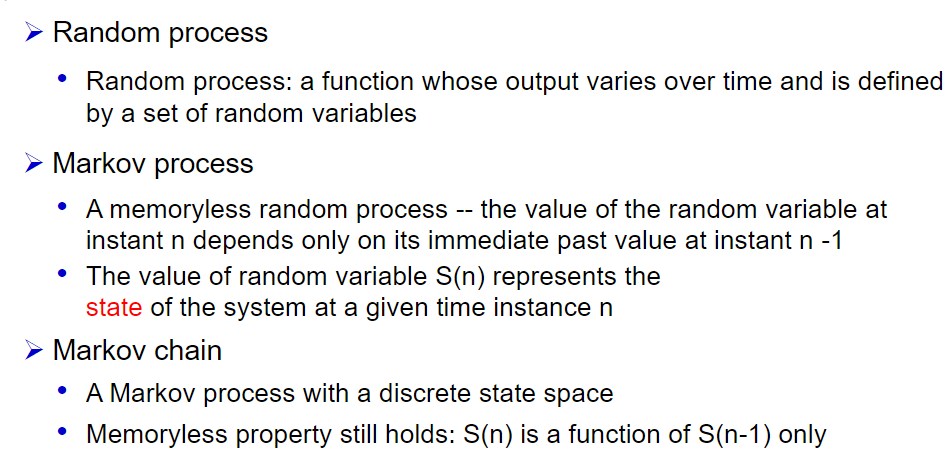 Random process
Random process: a function whose output varies over time and is defined
by a set of random variables
Markov process
A memoryless random process -- the value of the random variable at
instant n depends only on its immediate past value at instant n -1
The value of random variable S(n) represents the
state of the system at a given time instance n
Markov chain
A Markov process with a discrete state space
Memoryless property still holds: S(n) is a function of S(n-1) only